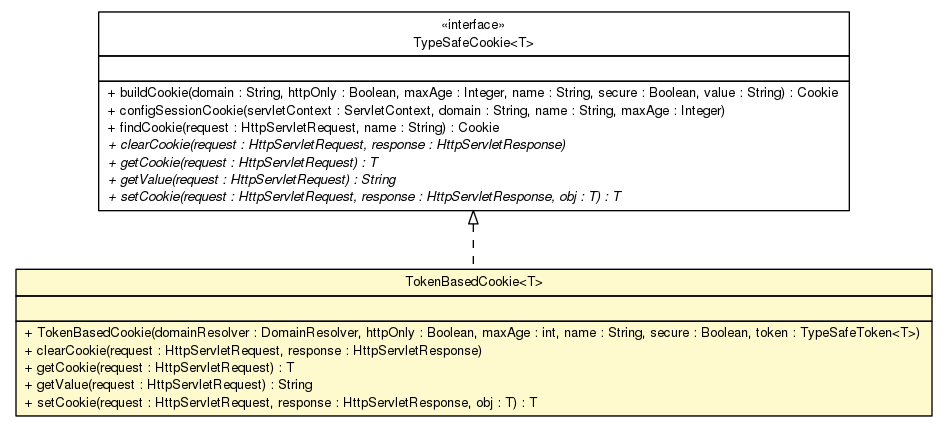 «interface»
TypeSafeCookie<T>
+ buildCookie(domain : String, httpOnly : Boolean, maxAge : Integer, name : String, secure : Boolean, value : String) : Cookie
+ configSessionCookie(servletContext : ServletContext, domain : String, name : String, maxAge : Integer)
+ findCookie(request : HttpServletRequest, name : String) : Cookie
+ clearCookie(request : HttpServletRequest, response : HttpServletResponse)
+ getCookie(request : HttpServletRequest) : T
+ getValue(request : HttpServletRequest) : String
+ setCookie(request : HttpServletRequest, response : HttpServletResponse, obj : T) : T
TokenBasedCookie<T>
+ TokenBasedCookie(domainResolver : DomainResolver, httpOnly : Boolean, maxAge : int, name : String, secure : Boolean, token : TypeSafeToken<T>)
+ clearCookie(request : HttpServletRequest, response : HttpServletResponse)
+ getCookie(request : HttpServletRequest) : T
+ getValue(request : HttpServletRequest) : String
+ setCookie(request : HttpServletRequest, response : HttpServletResponse, obj : T) : T